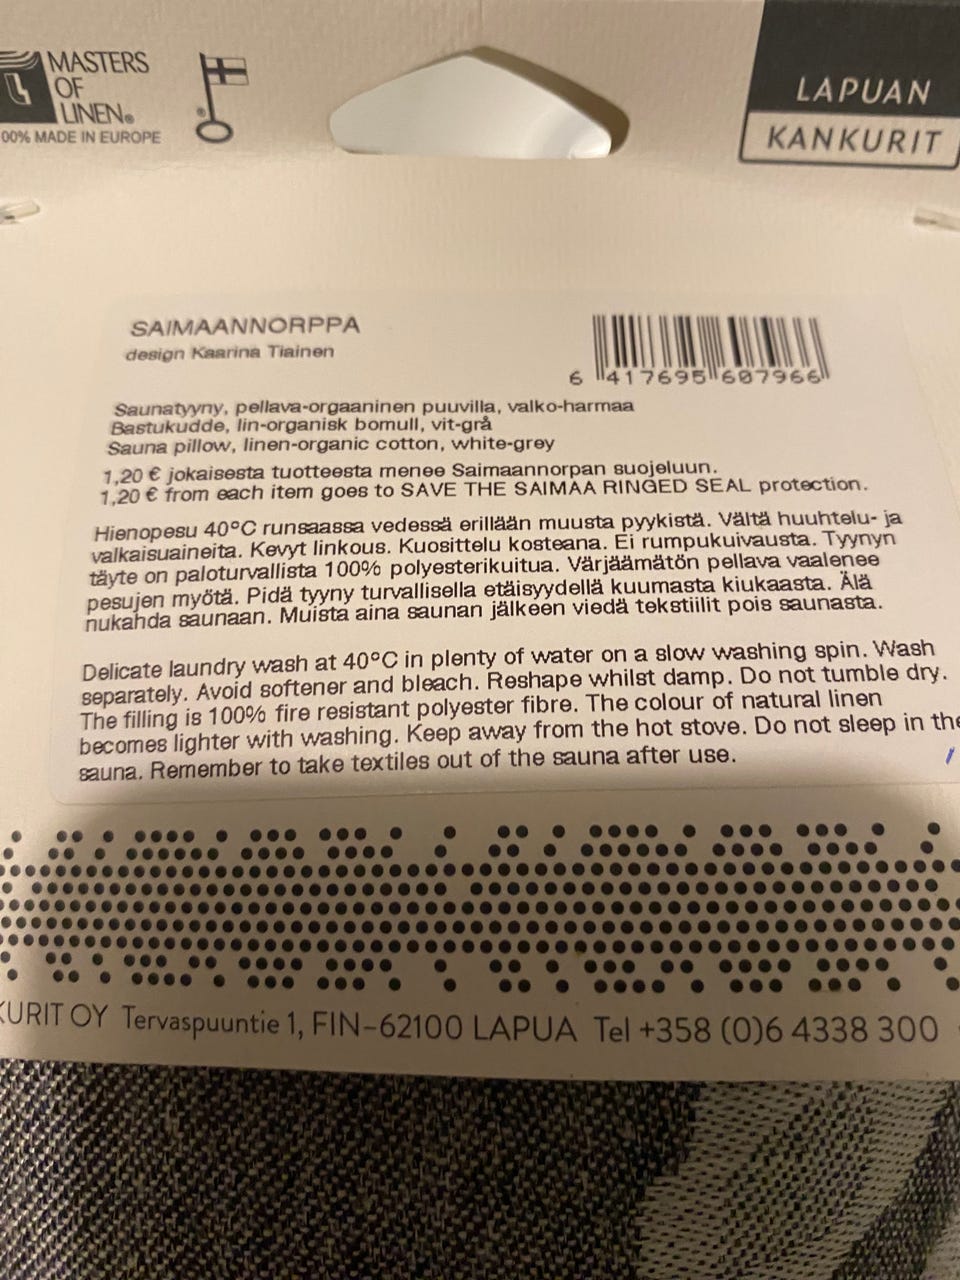 MASTERS
OF
LINEN®
00% MADE IN EUROPE
®
LAPUAN
KANKURIT
SAIMAANNORPPA
design Kaarina Tiainen
6 417695 607966
Saunatyyny, pellava-orgaaninen puuvilla, valko-harmaa
Bastukudde, lin-organisk bomull, vit-grå
Sauna pillow, linen-organic cotton, white-grey
1,20 € jokaisesta tuotteesta menee Saimaannorpan suojeluun.
1,20 € from each item goes to SAVE THE SAIMAA RINGED SEAL protection.
Hienopesu 40°C runsaassa vedessä erillään muusta pyykistä. Vältä huuhtelu- ja
valkaisuaineita. Kevyt linkous. Kuosittelu kosteana. Ei rumpukuivausta. Tyynyn
täyte on paloturvallista 100% polyesterikuitua. Värjäämätön pellava vaalenee
pesujen myötä. Pidä tyyny turvallisella etäisyydellä kuumasta kiukaasta. Älä
nukahda saunaan. Muista aina saunan jälkeen viedä tekstiilit pois saunasta.
Delicate laundry wash at 40°C in plenty of water on a slow washing spin. Wash
separately. Avoid softener and bleach. Reshape whilst damp. Do not tumble dry.
The filling is 100% fire resistant polyester fibre. The colour of natural linen
becomes lighter with washing. Keep away from the hot stove. Do not sleep in the
sauna. Remember to take textiles out of the sauna after use.
KURIT OY Tervaspuuntie 1, FIN-62100 LAPUA Tel +358 (0)6 4338 300